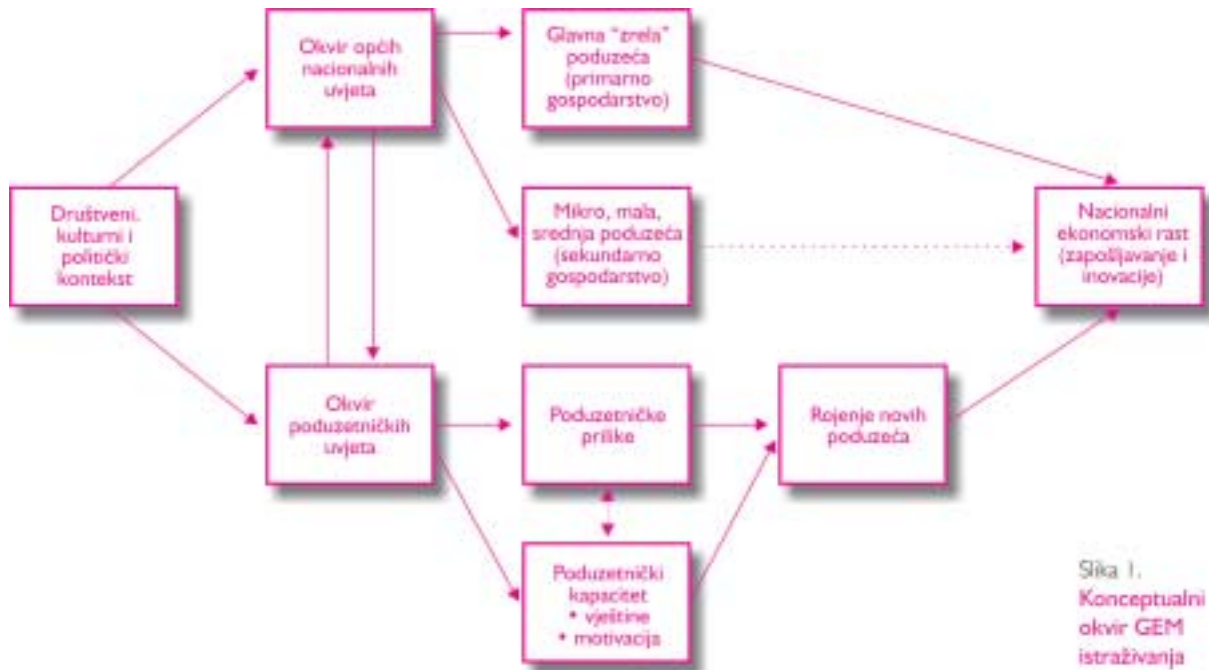 Okvir općih
nacionalnih
uvjeta
Glavna "zrela"
poduzeća
(primarno
gospodarstvo)
Društveni,
kulturni i
politički
kontekst
Mikro, mala,
srednja poduzeća
(sekundarno
gospodarstvo)
Nacionalni
ekonomski rast
(zapošljavanje i
inovacije)
Okvir
poduzetničkih
uvjeta
Poduzetničke
prilike
Rojenje novih
poduzeća
Poduzetnički
kapacitet
• vještine
• motivacija
Slika 1.
Konceptualni
okvir GEM
istraživanja